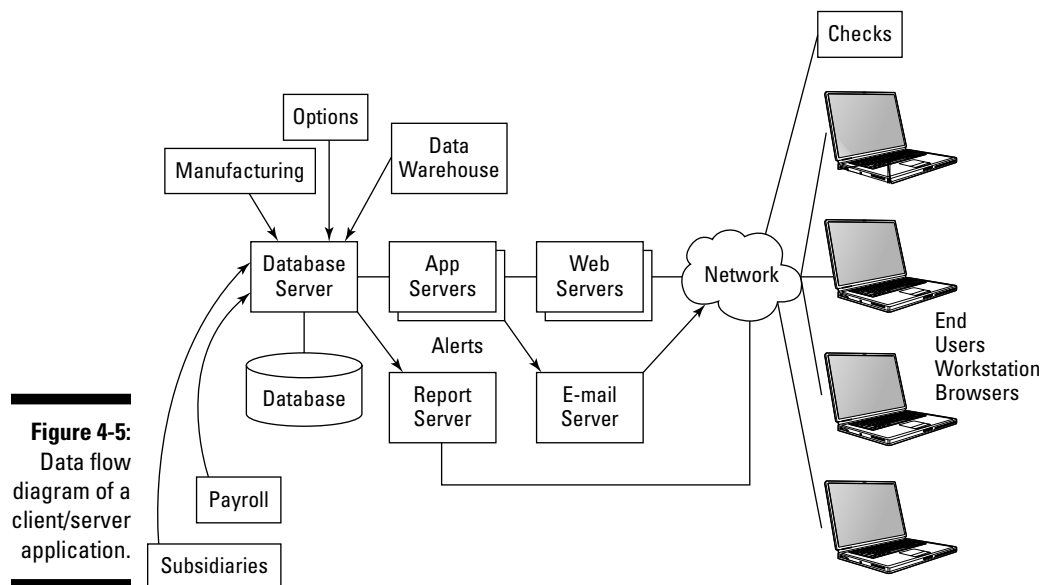 Checks
Options
Data
Warehouse
Manufacturing
Database
Server
App
Servers
Web
Servers
Network
End
Users
Workstation
Browsers
Alerts
Database
Report
Server
E-mail
Server
Payroll
Subsidiaries
Figure 4-5:
Data flow
diagram of a
client/server
application.